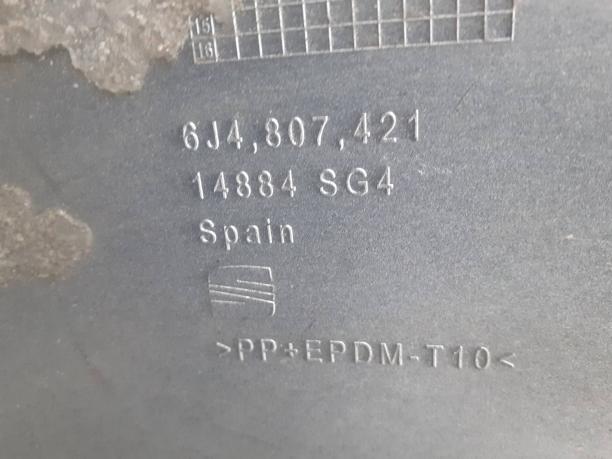 15
16
6J4,807,421
14884 SG4
Spain
>PP+EPDM-T10<